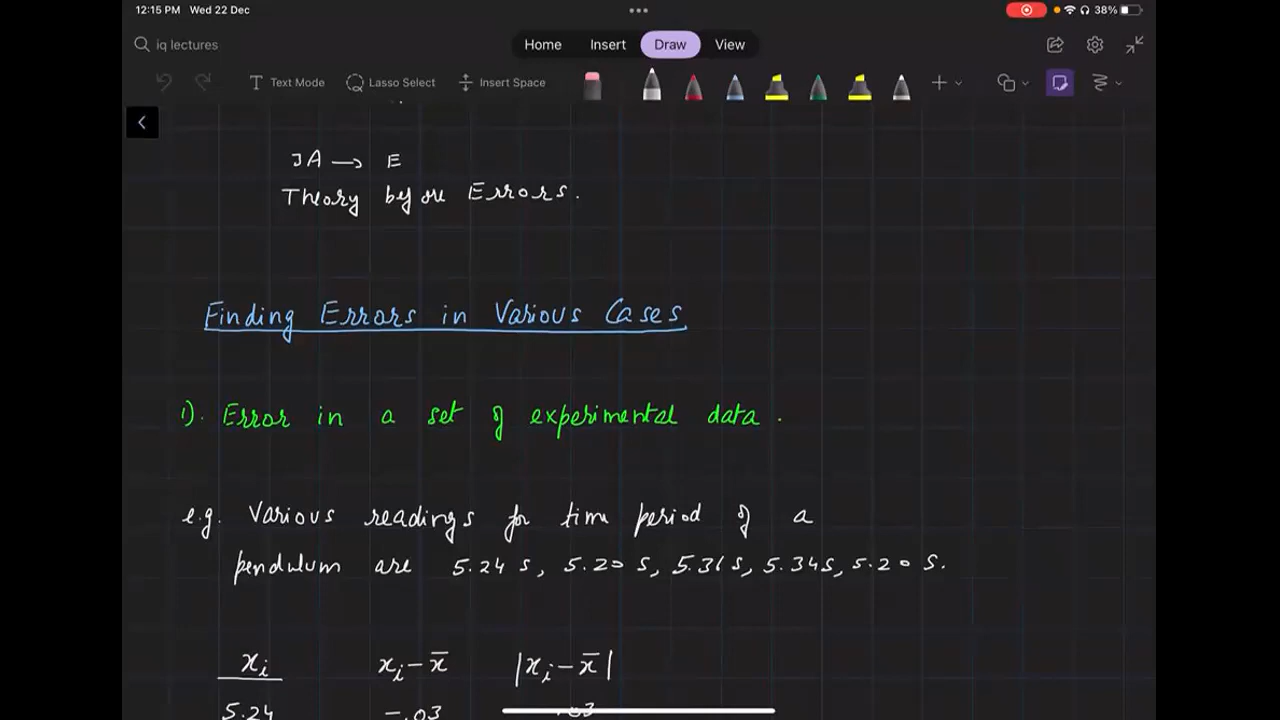 12:15 PM Wed 22 Dec
38%
iq lectures
Home Insert Draw View
Text Mode Lasso Select Insert Space
JA → E
Theory before Errors.
Finding Errors in Various Cases
1). Error in a set of experimental data.
e.g. Various readings for time period of a
pendulum are 5.24 s, 5.20 s, 5.36 s, 5.34 s, 5.20 s.
xᵢ xᵢ - x̄ |xᵢ - x̄|
5.24 -.03 .03